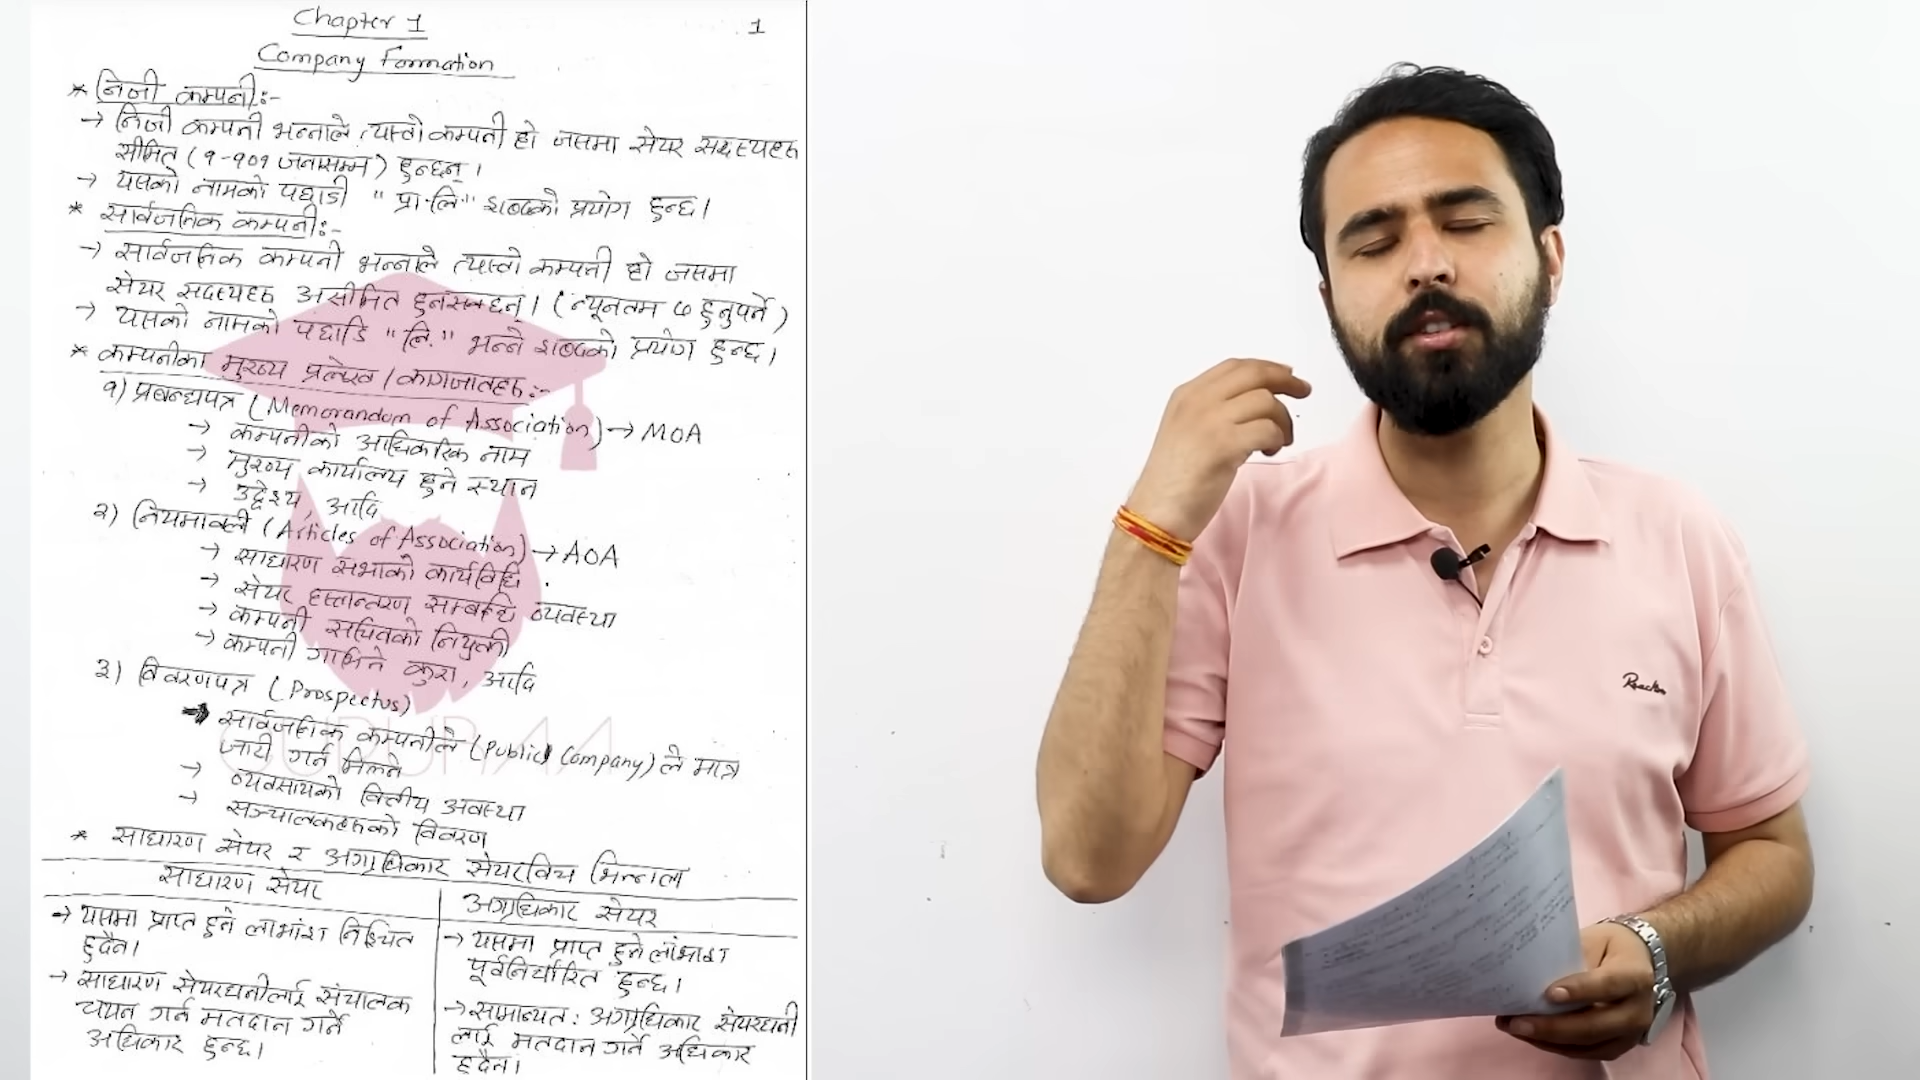 Chapter 1
1
Company Formation
* निजी कम्पनी:-
→ निजी कम्पनी भन्नाले त्यस्तो कम्पनी हो जसमा सेयर सदस्यहरु
सीमित (१-१०१ जनासम्म) हुन्छन्।
→ यसको नामको पछाडी "प्रा.लि." शब्दको प्रयोग हुन्छ।
* सार्वजनिक कम्पनी:-
→ सार्वजनिक कम्पनी भन्नाले त्यस्तो कम्पनी हो जसमा
सेयर सदस्यहरु असीमित हुनसक्छन्। (न्यूनतम ७ हुनुपर्ने)
→ यसको नामको पछाडि "लि." भन्ने शब्दको प्रयोग हुन्छ।
* कम्पनीका मुख्य प्रलेख/कागजातहरु:-
१) प्रबन्धपत्र (Memorandum of Association) → MOA
→ कम्पनीको आधिकारिक नाम
→ मुख्य कार्यालय हुने स्थान
→ उद्देश्य, आदि
२) नियमावली (Articles of Association) → AOA
→ साधारण सभाको कार्यविधि
→ सेयर हस्तान्तरण सम्बन्धि व्यवस्था
→ कम्पनी सचिवको नियुक्ती
→ कम्पनी गाभिने कुरा, आदि
३) विवरणपत्र (Prospectus)
→ सार्वजनिक कम्पनीले (Public Company) ले मात्र
जारी गर्न मिल्ने
→ व्यवसायको वित्तीय अवस्था
→ सञ्चालकहरुको विवरण
* साधारण सेयर र अग्राधिकार सेयरविच भिन्नता
साधारण सेयर
→ यसमा प्राप्त हुने लाभांश निश्चित
हुदैन।
→ साधारण सेयरधनीलाई संचालक
चयन गर्न मतदान गर्ने
अधिकार हुन्छ।
अग्राधिकार सेयर
→ यसमा प्राप्त हुने लाभांश
पूर्वनिर्धारित हुन्छ।
→ सामान्यत: अग्राधिकार सेयरधनी
लाई मतदान गर्ने अधिकार
हुदैन।
GURUPLAA